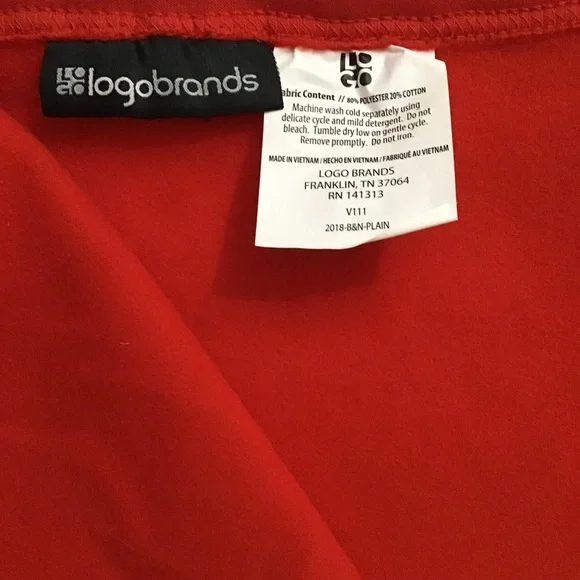 LOGO logobrands
LOGO
abric Content // 80% POLYESTER 20% COTTON
Machine wash cold separately using
delicate cycle and mild detergent. Do not
bleach. Tumble dry low on gentle cycle.
Remove promptly. Do not iron.
MADE IN VIETNAM / HECHO EN VIETNAM / FABRIQUÉ AU VIETNAM
LOGO BRANDS
FRANKLIN, TN 37064
RN 141313
V111
2018-B&N-PLAIN